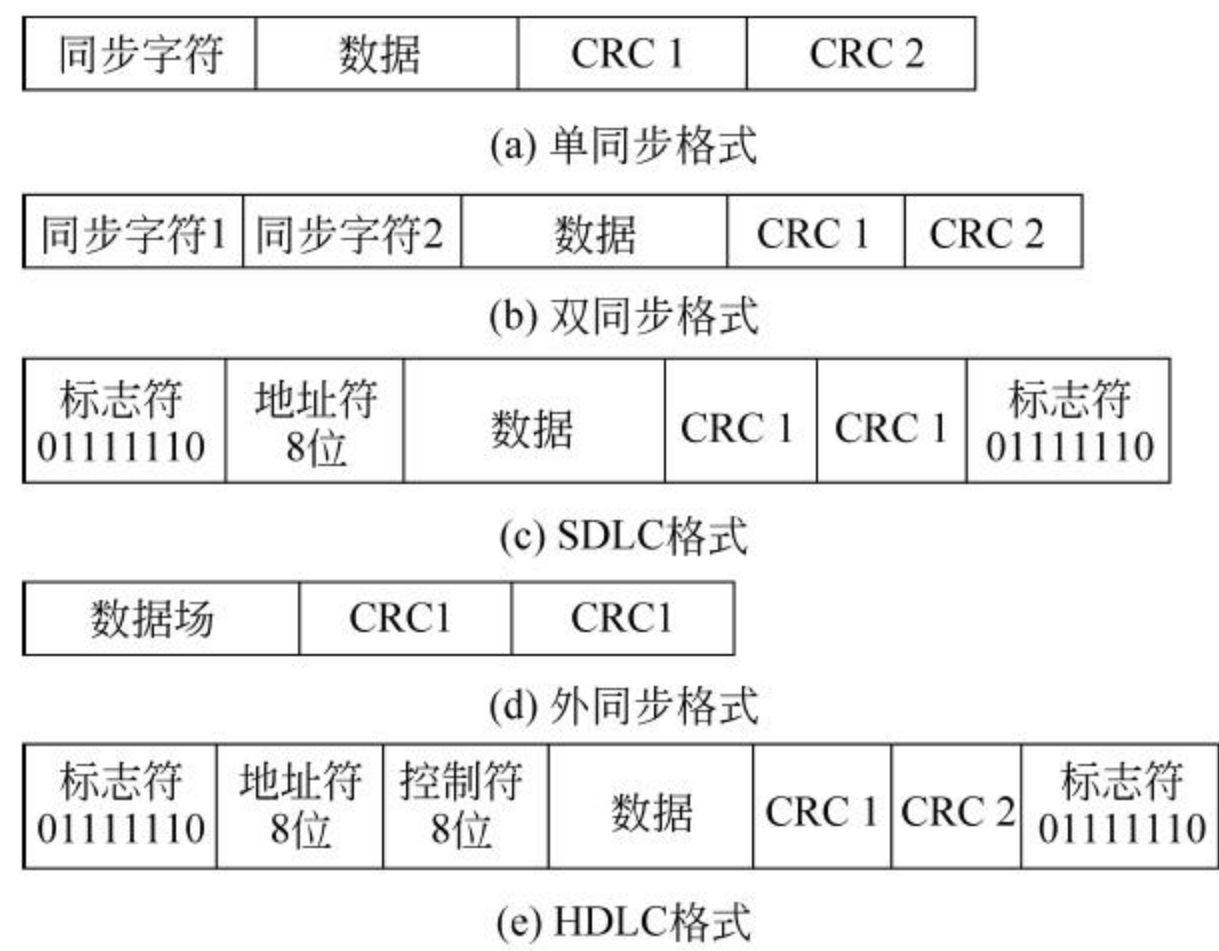 同步字符 数据 CRC 1 CRC 2
(a) 单同步格式
同步字符1 同步字符2 数据 CRC 1 CRC 2
(b) 双同步格式
标志符 地址符 标志符
数据 CRC 1 CRC 1
01111110 8位 01111110
(c) SDLC格式
数据场 CRC1 CRC1
(d) 外同步格式
标志符 地址符 控制符 标志符
数据 CRC 1 CRC 2
01111110 8位 8位 01111110
(e) HDLC格式